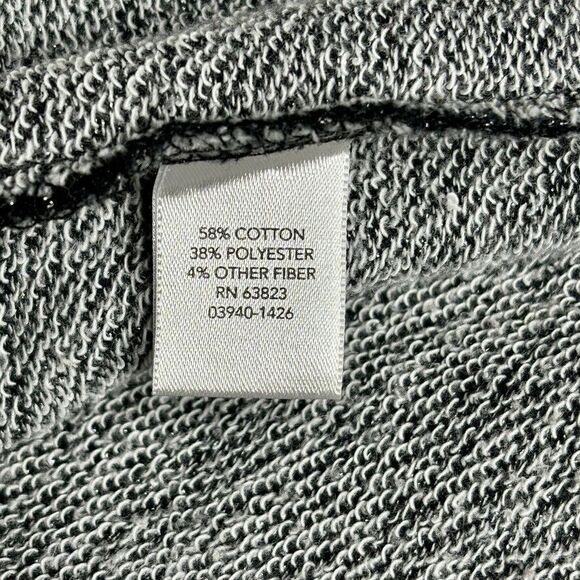 58% COTTON
38% POLYESTER
4% OTHER FIBER
RN 63823
03940-1426